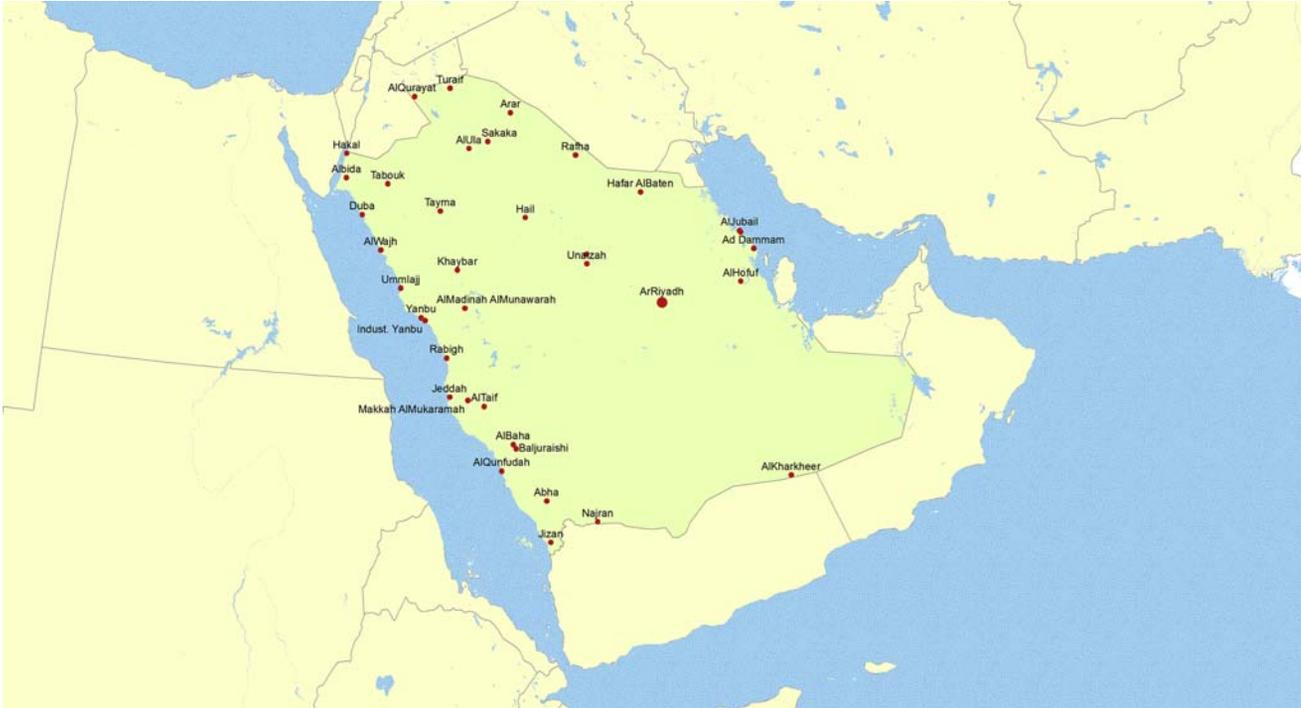 Turaif
AlQurayat
Arar
Sakaka
AlUla
Hakal
Rafha
Albida
Tabouk
Hafar AlBaten
Tayma
Duba
Hail
AlJubail
AlWajh
Ad Dammam
Unaizah
Khaybar
AlHofuf
Ummlajj
ArRiyadh
AlMadinah AlMunawarah
Yanbu
Indust. Yanbu
Rabigh
Jeddah
AlTaif
Makkah AlMukaramah
AlBaha
Baljuraishi
AlQunfudah
AlKharkheer
Abha
Najran
Jizan